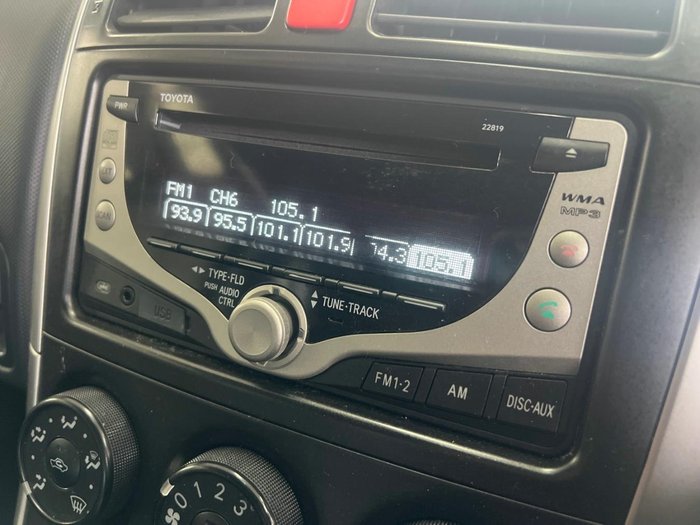 TOYOTA
PWR
22819
WMA
MP3
FM1 CH6 105.1
93.9 95.5 101.1 101.9 74.3 105.1
TYPE·FLD
PUSH AUDIO
CTRL
TUNE·TRACK
USB
FM1·2
AM
DISC·AUX
0 1 2 3